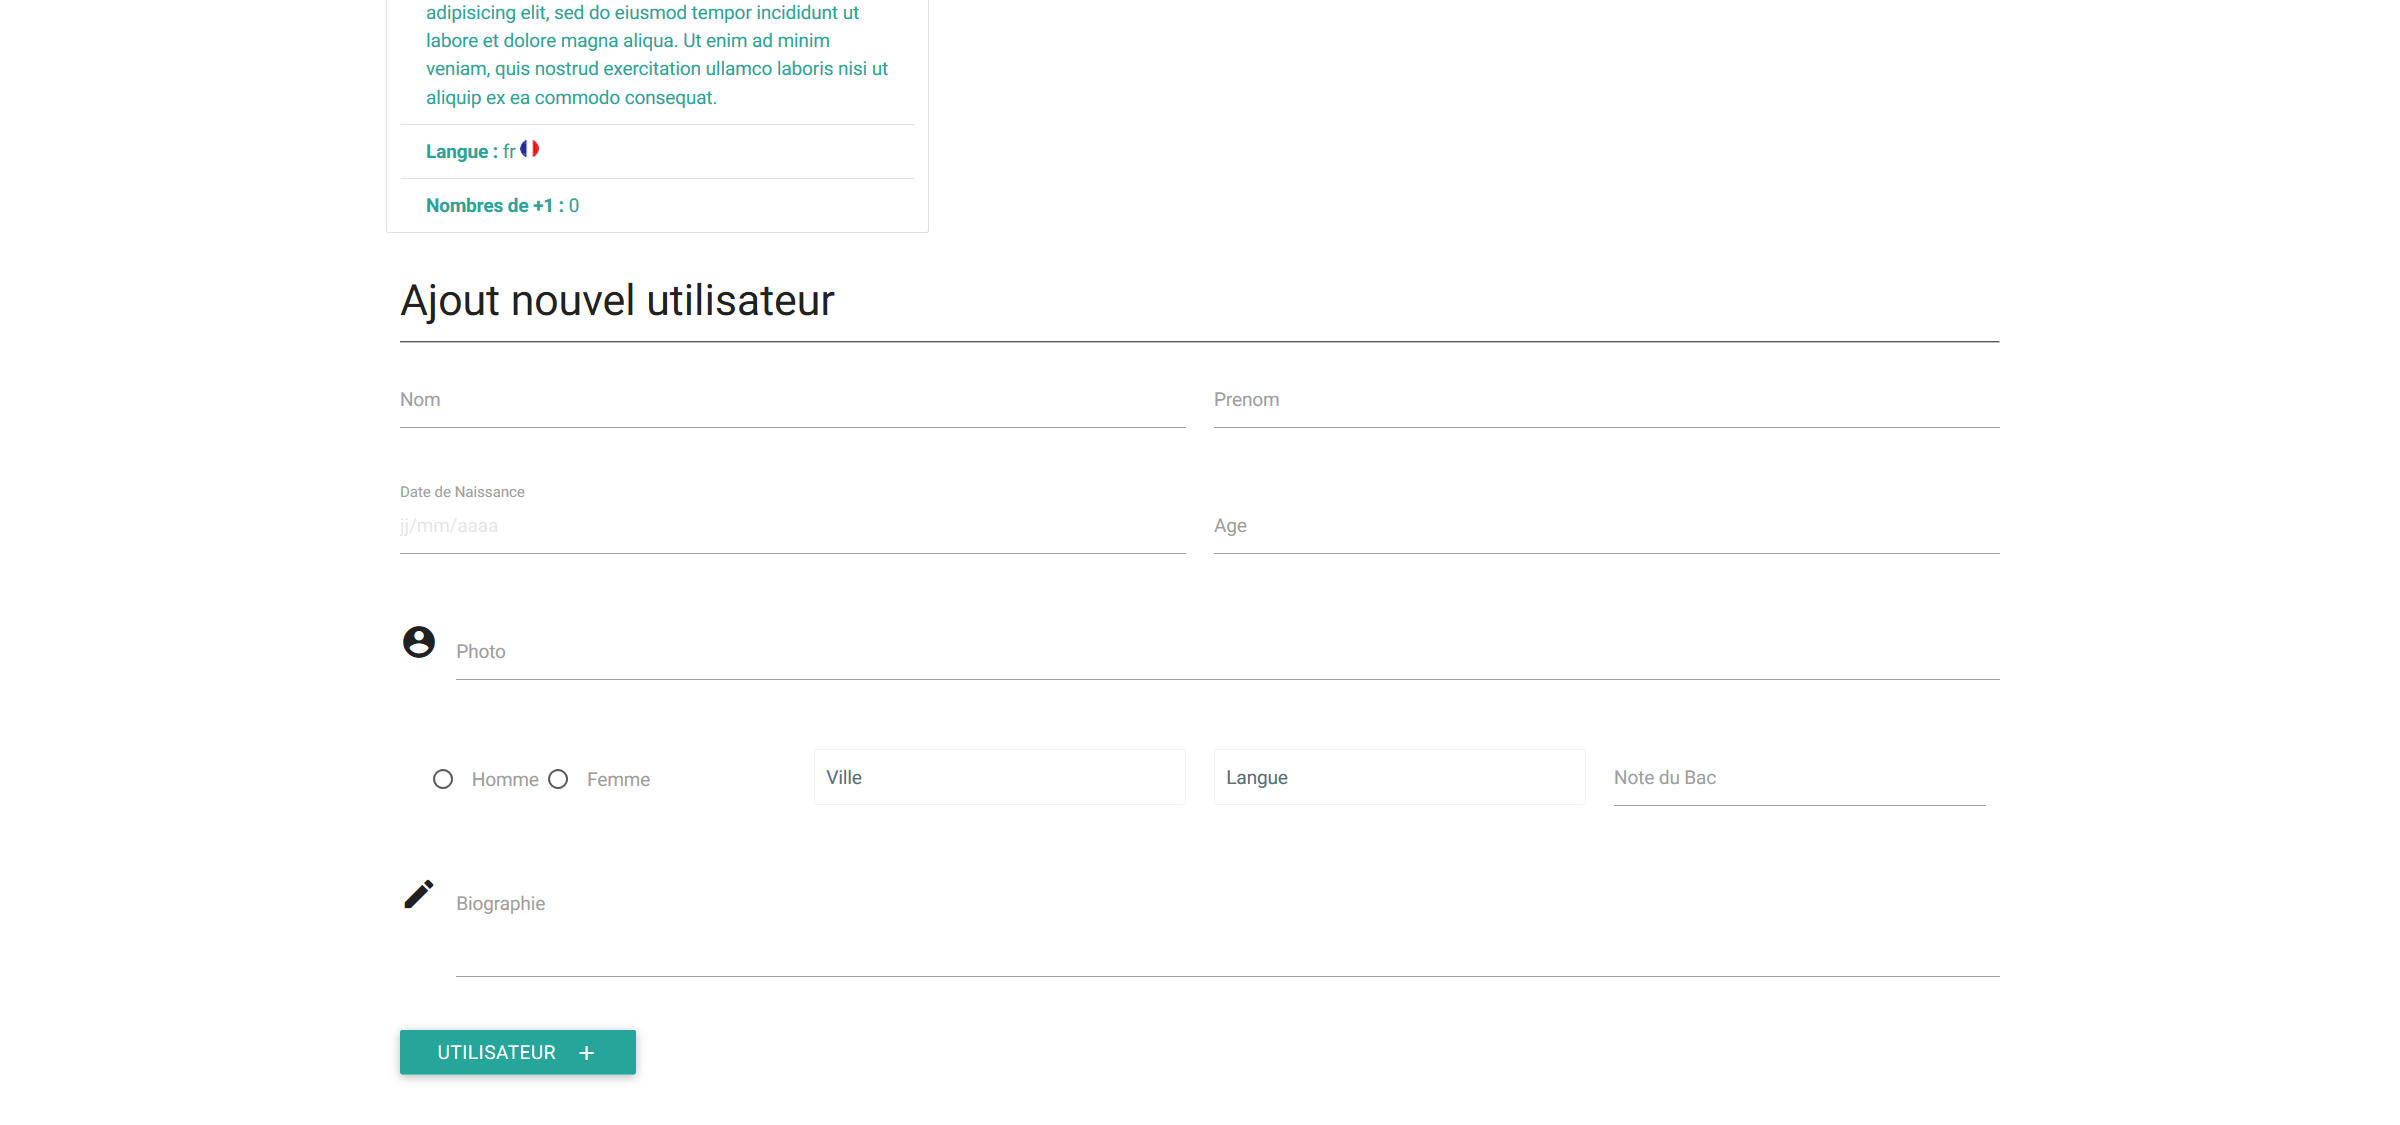 adipisicing elit, sed do eiusmod tempor incididunt ut
labore et dolore magna aliqua. Ut enim ad minim
veniam, quis nostrud exercitation ullamco laboris nisi ut
aliquip ex ea commodo consequat.
Langue : fr
Nombres de +1 : 0
Ajout nouvel utilisateur
Nom
Prenom
Date de Naissance
jj/mm/aaaa
Age
Photo
Homme
Femme
Ville
Langue
Note du Bac
Biographie
UTILISATEUR +